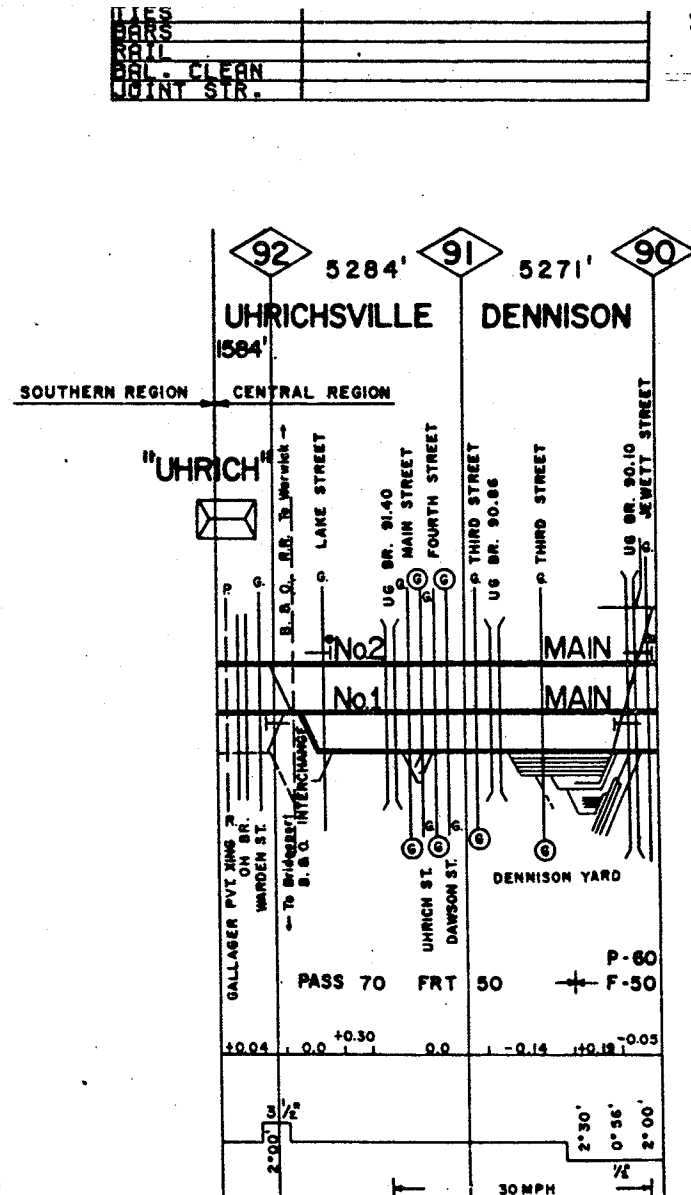 TIES
BARS
RAIL
BAL. CLEAN
JOINT STR.
92
91
90
5284'
5271'
UHRICHSVILLE
DENNISON
1584'
SOUTHERN REGION
CENTRAL REGION
"UHRICH"
B. & O. R.R. To Warwick
LAKE STREET
UG BR. 91.40
MAIN STREET
FOURTH STREET
THIRD STREET
UG BR. 90.86
THIRD STREET
UG BR. 90.10
JEWETT STREET
P
G
G
G
G
G
G
G
G
G
G
No.2
MAIN
No.1
MAIN
GALLAGER PVT. XING
OH BR.
WARDEN ST.
To Bridgeport
B. & O. INTERCHANGE
G
G
G
G
G
G
UHRICH ST.
DAWSON ST.
DENNISON YARD
P-60
PASS 70 FRT 50
F-50
+0.04
0.0
+0.30
0.0
-0.14
+0.19
-0.05
3 1/2"
2°00'
2°30'
0°56'
2°00'
1/2"
30 MPH